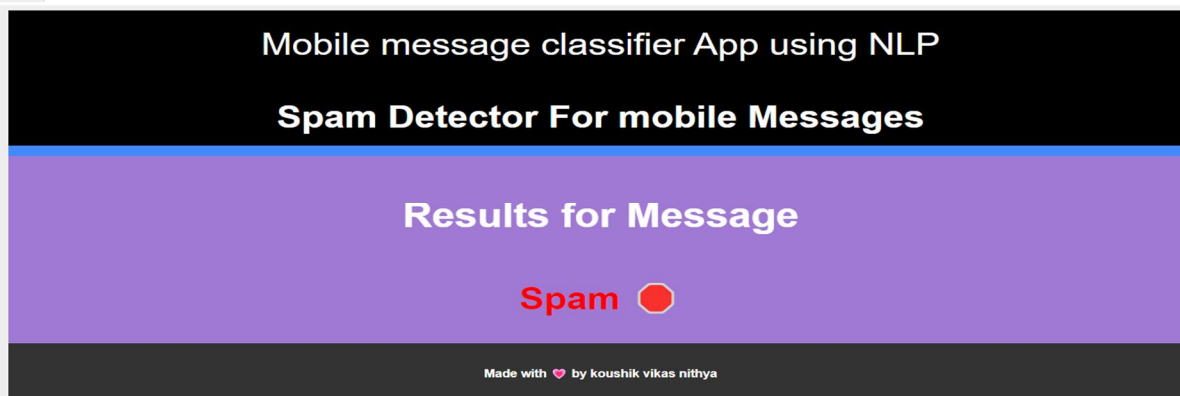 Mobile message classifier App using NLP
Spam Detector For mobile Messages
Results for Message
Spam 🛑
Made with 💗 by koushik vikas nithya